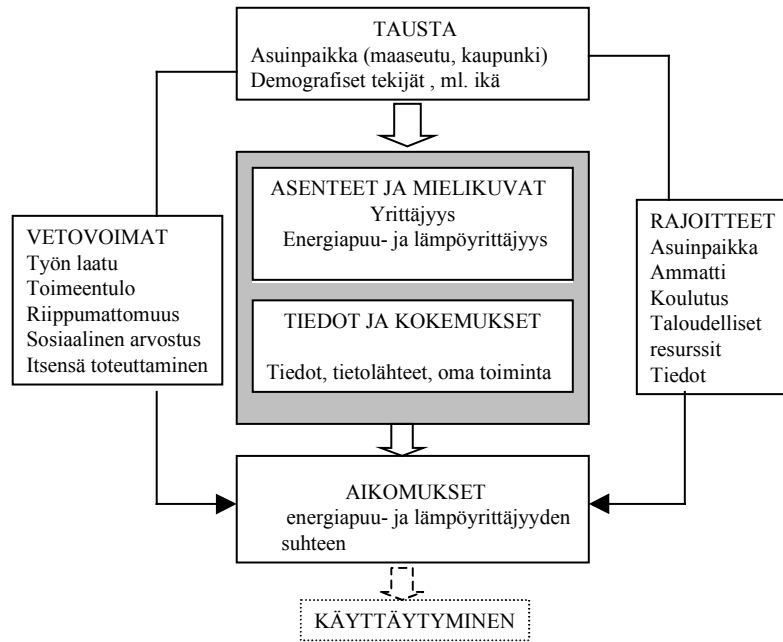 TAUSTA
Asuinpaikka (maaseutu, kaupunki)
Demografiset tekijät , ml. ikä
ASENTEET JA MIELIKUVAT
Yrittäjyys
Energiapuu- ja lämpöyrittäjyys
VETOVOIMAT
Työn laatu
Toimeentulo
Riippumattomuus
Sosiaalinen arvostus
Itsensä toteuttaminen
TIEDOT JA KOKEMUKSET
Tiedot, tietolähteet, oma toiminta
RAJOITTEET
Asuinpaikka
Ammatti
Koulutus
Taloudelliset
resurssit
Tiedot
AIKOMUKSET
energiapuu- ja lämpöyrittäjyyden
suhteen
KÄYTTÄYTYMINEN